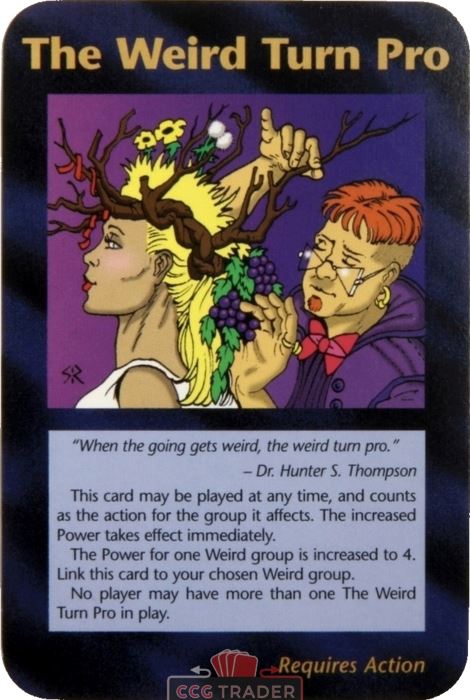 The Weird Turn Pro
SR
“When the going gets weird, the weird turn pro.”
– Dr. Hunter S. Thompson
This card may be played at any time, and counts
as the action for the group it affects. The increased
Power takes effect immediately.
The Power for one Weird group is increased to 4.
Link this card to your chosen Weird group.
No player may have more than one The Weird
Turn Pro in play.
Requires Action
CCG TRADER